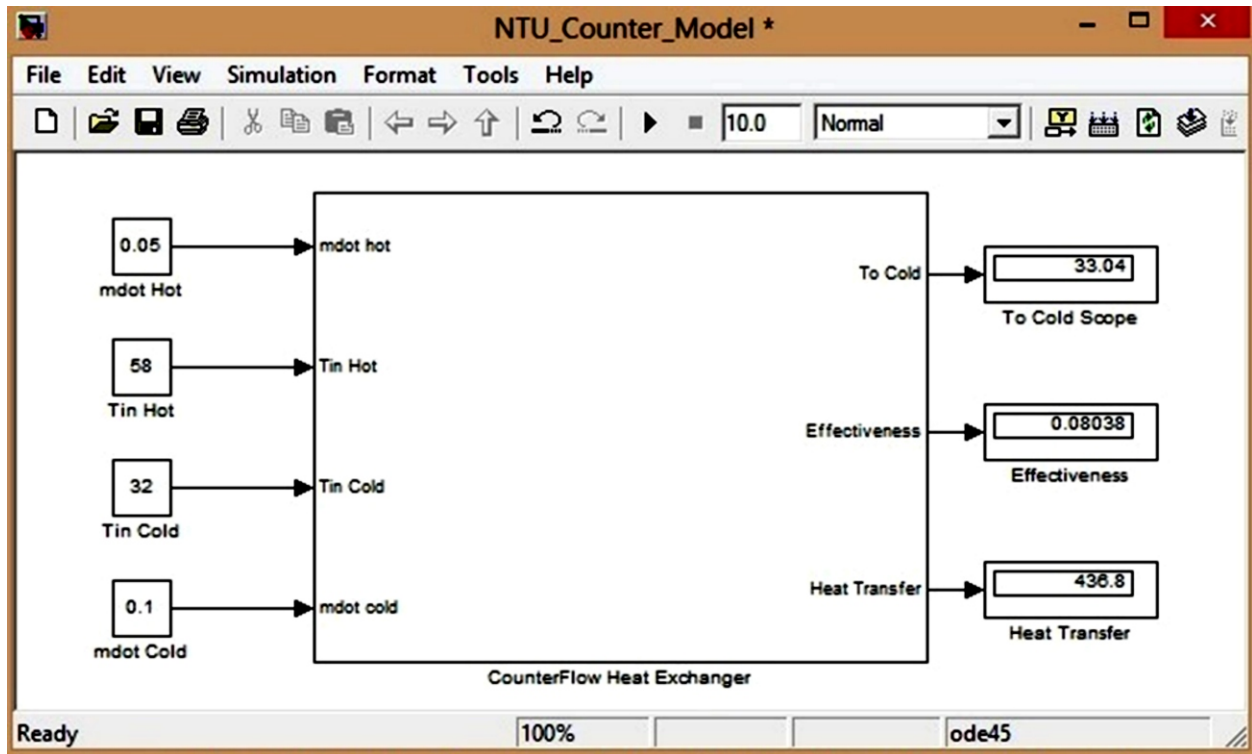 NTU_Counter_Model *
File Edit View Simulation Format Tools Help
10.0 Normal
0.05
mdot Hot
mdot hot
58
Tin Hot
Tin Hot
32
Tin Cold
Tin Cold
0.1
mdot Cold
mdot cold
To Cold
33.04
To Cold Scope
Effectiveness
0.08038
Effectiveness
Heat Transfer
436.8
Heat Transfer
CounterFlow Heat Exchanger
Ready 100% ode45